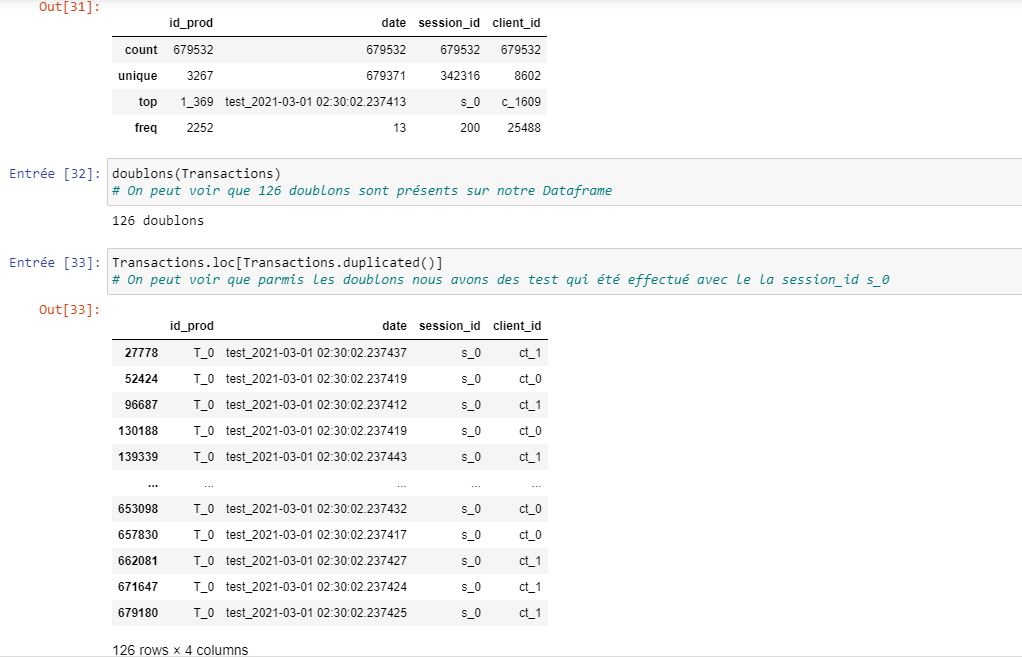 Out[31]:
id_prod date session_id client_id
count 679532 679532 679532 679532
unique 3267 679371 342316 8602
top 1_369 test_2021-03-01 02:30:02.237413 s_0 c_1609
freq 2252 13 200 25488
Entrée [32]: doublons(Transactions)
# On peut voir que 126 doublons sont présents sur notre Dataframe
126 doublons
Entrée [33]: Transactions.loc[Transactions.duplicated()]
# On peut voir que parmis les doublons nous avons des test qui été effectué avec le la session_id s_0
Out[33]:
id_prod date session_id client_id
27778 T_0 test_2021-03-01 02:30:02.237437 s_0 ct_1
52424 T_0 test_2021-03-01 02:30:02.237419 s_0 ct_0
96687 T_0 test_2021-03-01 02:30:02.237412 s_0 ct_1
130188 T_0 test_2021-03-01 02:30:02.237419 s_0 ct_0
139339 T_0 test_2021-03-01 02:30:02.237443 s_0 ct_1
... ... ... ... ...
653098 T_0 test_2021-03-01 02:30:02.237432 s_0 ct_0
657830 T_0 test_2021-03-01 02:30:02.237417 s_0 ct_0
662081 T_0 test_2021-03-01 02:30:02.237427 s_0 ct_1
671647 T_0 test_2021-03-01 02:30:02.237424 s_0 ct_1
679180 T_0 test_2021-03-01 02:30:02.237425 s_0 ct_1
126 rows × 4 columns